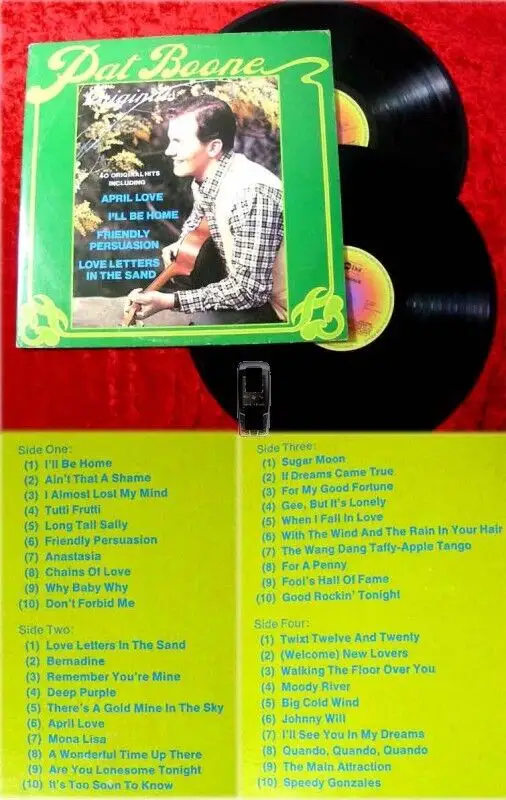 Pat Boone
Originals
40 ORIGINAL HITS
INCLUDING
APRIL LOVE
I'LL BE HOME
FRIENDLY
PERSUASION
LOVE LETTERS
IN THE SAND
Side One:
(1) I'll Be Home
(2) Ain't That A Shame
(3) I Almost Lost My Mind
(4) Tutti Frutti
(5) Long Tall Sally
(6) Friendly Persuasion
(7) Anastasia
(8) Chains Of Love
(9) Why Baby Why
(10) Don't Forbid Me
Side Two:
(1) Love Letters In The Sand
(2) Bernadine
(3) Remember You're Mine
(4) Deep Purple
(5) There's A Gold Mine In The Sky
(6) April Love
(7) Mona Lisa
(8) A Wonderful Time Up There
(9) Are You Lonesome Tonight
(10) It's Too Soon To Know
Side Three:
(1) Sugar Moon
(2) If Dreams Came True
(3) For My Good Fortune
(4) Gee, But It's Lonely
(5) When I Fall In Love
(6) With The Wind And The Rain In Your Hair
(7) The Wang Dang Taffy-Apple Tango
(8) For A Penny
(9) Fool's Hall Of Fame
(10) Good Rockin' Tonight
Side Four:
(1) Twixt Twelve And Twenty
(2) (Welcome) New Lovers
(3) Walking The Floor Over You
(4) Moody River
(5) Big Cold Wind
(6) Johnny Will
(7) I'll See You In My Dreams
(8) Quando, Quando, Quando
(9) The Main Attraction
(10) Speedy Gonzales